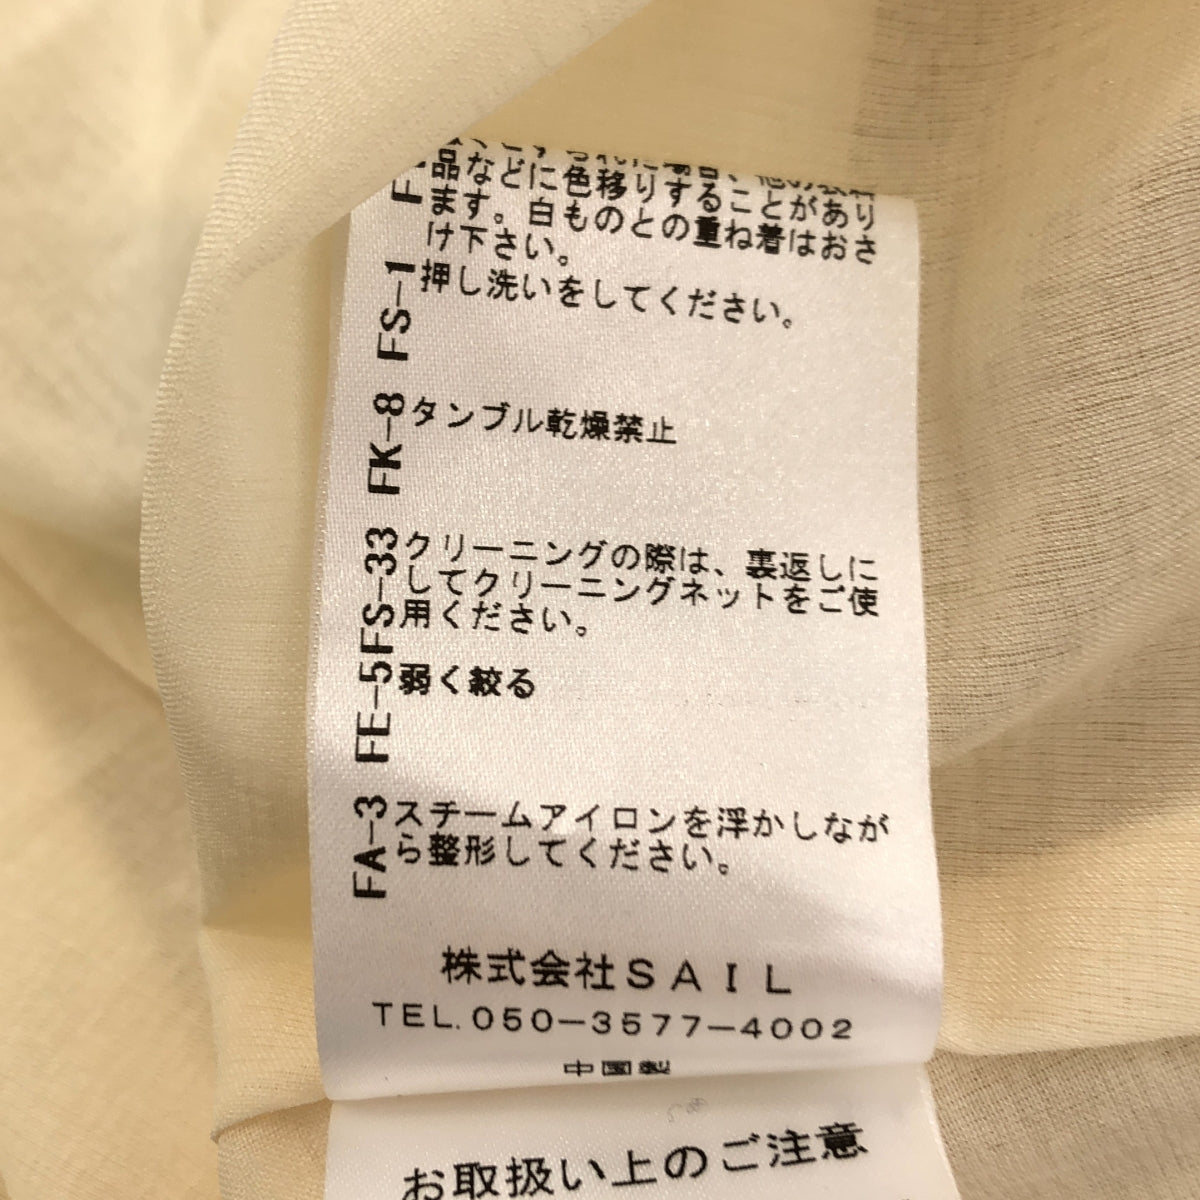 品などに色移りすることがあり
ます。白ものとの重ね着はおさ
け下さい。
FS-1 押し洗いをしてください。
FK-8 タンブル乾燥禁止
FS-33 クリーニングの際は、裏返しに
してクリーニングネットをご使
用ください。
FE-5 弱く絞る
FA-3 スチームアイロンを浮かしなが
ら整形してください。
株式会社SAIL
TEL.050-3577-4002
中国製
お取扱い上のご注意